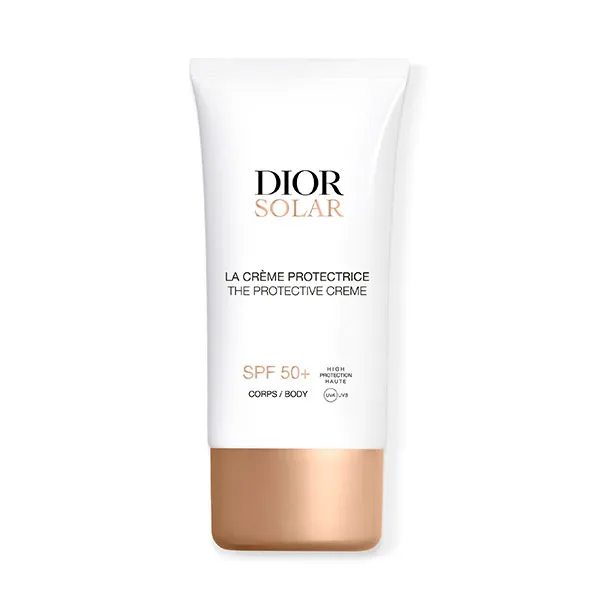 DIOR
SOLAR
LA CRÈME PROTECTRICE
THE PROTECTIVE CREME
SPF 50+
HIGH
PROTECTION
HAUTE
CORPS / BODY
UVA UVB